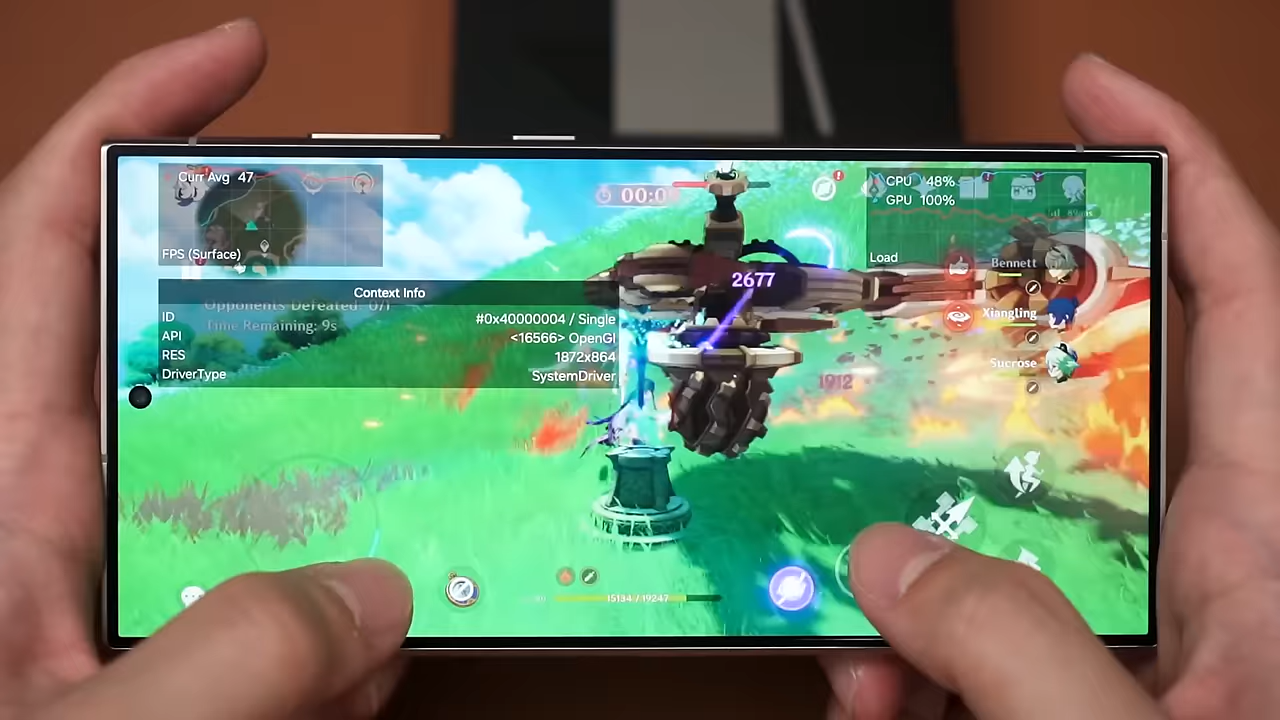 Curr Avg 47
FPS (Surface)
00:0
CPU 48%
GPU 100%
Load
Context Info
Opponents Defeated: 0/1
Time Remaining: 9s
ID #0x40000004 / Single
API <16566> OpenGl
RES 1872x864
DriverType SystemDriver
2677
1912
Bennett
Xiangling
Sucrose
15134 / 19247